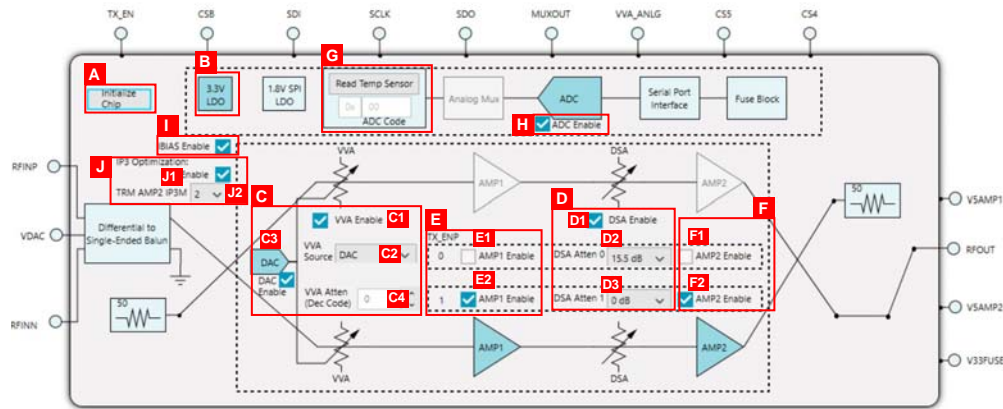 TX_EN CSB SDI SCLK SDO MUXOUT VVA_ANLG CS5 CS4
A
Initialize
Chip
B
3.3V
LDO
1.8V SPI
LDO
G
Read Temp Sensor
0x 00
ADC Code
Analog Mux
ADC
H
ADC Enable
Serial Port
Interface
Fuse Block
I
IBIAS Enable
J
IP3 Optimization:
J1
Enable
TRM AMP2 IP3M 2 J2
RFINP
VDAC
RFINN
Differential to
Single-Ended Balun
50
VVA
AMP1
DSA
AMP2
50
C
VVA Enable C1
C3
DAC
VVA
Source DAC C2
DAC
Enable
VVA Atten
(Dec Code) 0 C4
E
TX_ENP E1
0 AMP1 Enable
E2
1 AMP1 Enable
D
D1 DSA Enable
D2
DSA Atten 0 15.5 dB
D3
DSA Atten 1 0 dB
F
F1
AMP2 Enable
F2
AMP2 Enable
VVA
AMP1
DSA
AMP2
V5AMP1
RFOUT
V5AMP2
V33FUSE